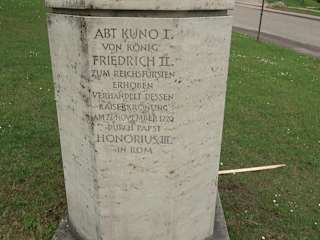 ABT KUNO I.
VON KÖNIG
FRIEDRICH II.
ZUM REICHSFÜRSTEN
ERHOBEN
VERHANDELT DESSEN
KAISERKRÖNUNG
AM 22. NOVEMBER 1220
DURCH PAPST
HONORIUS III.
IN ROM